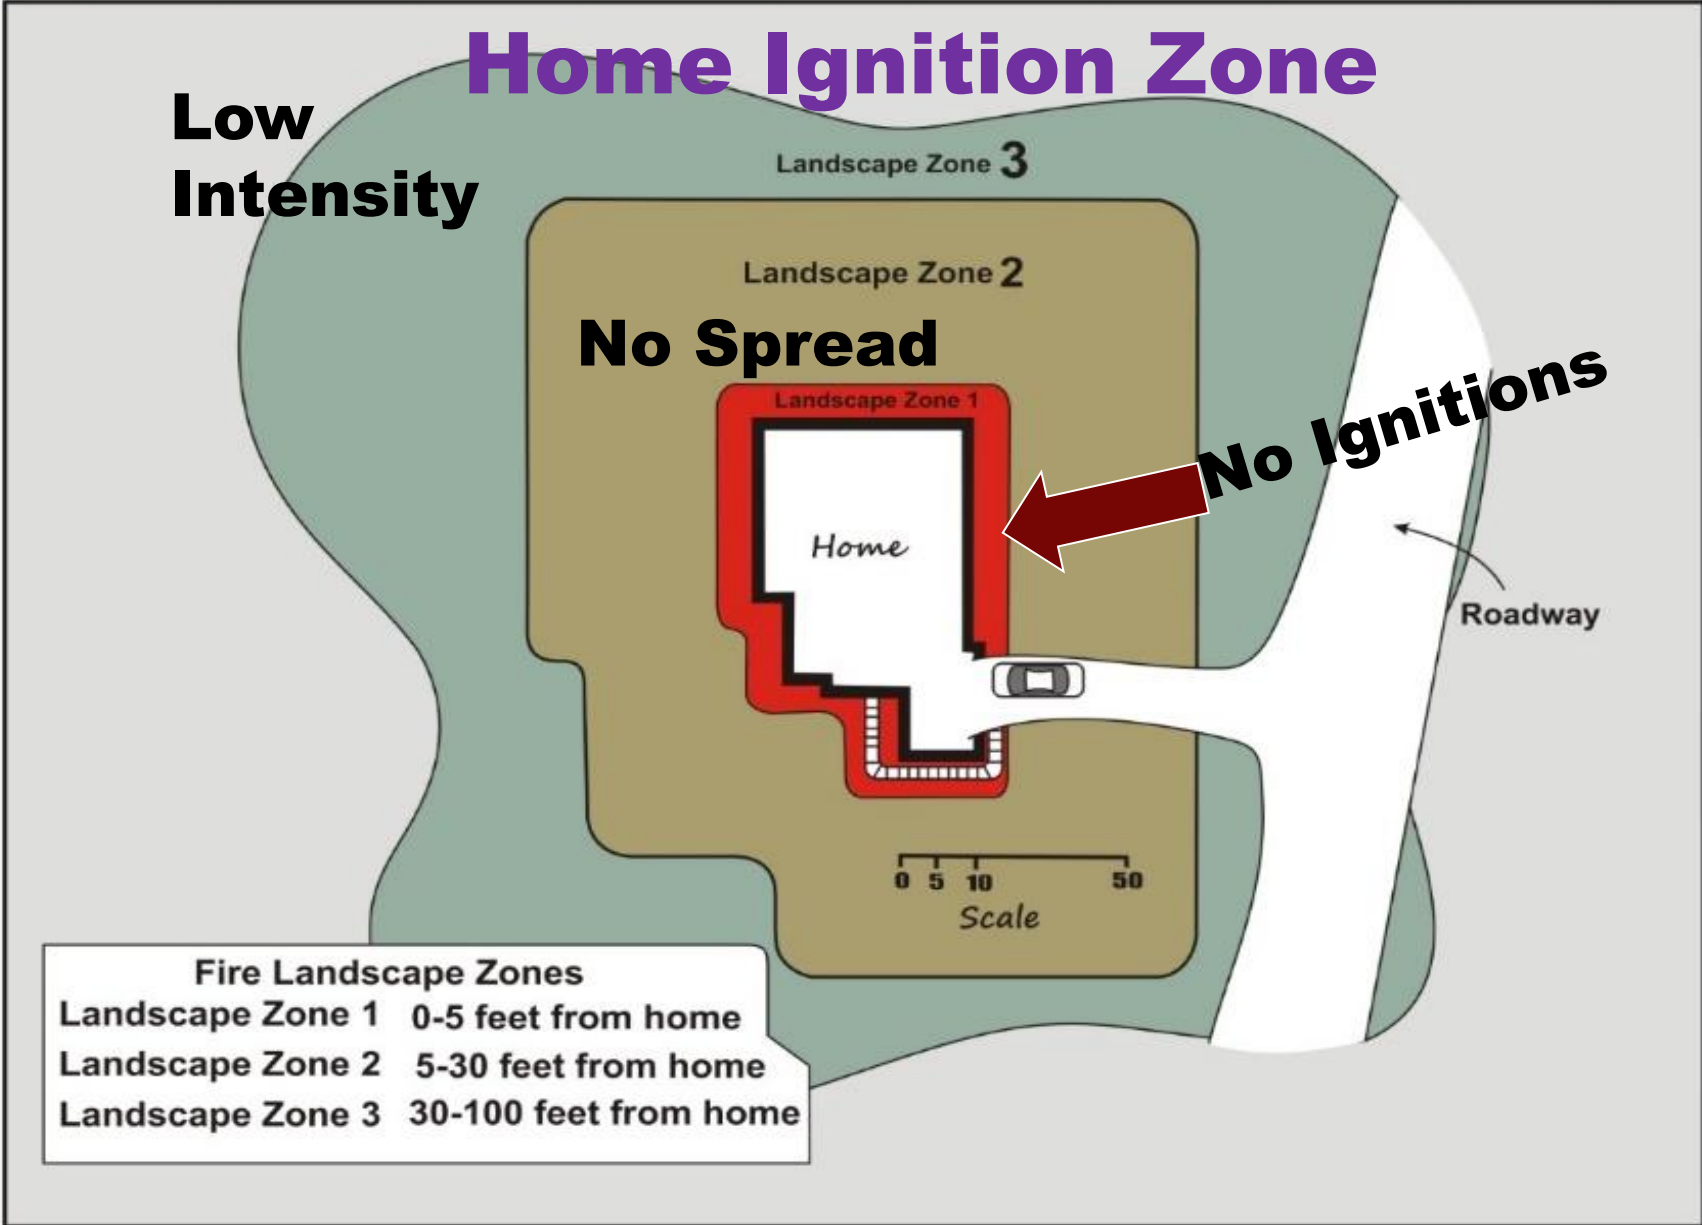 Home Ignition Zone
Low
Intensity
Landscape Zone 3
Landscape Zone 2
No Spread
Landscape Zone 1
No Ignitions
Home
Roadway
0 5 10 50
Scale
Fire Landscape Zones
Landscape Zone 1 0-5 feet from home
Landscape Zone 2 5-30 feet from home
Landscape Zone 3 30-100 feet from home